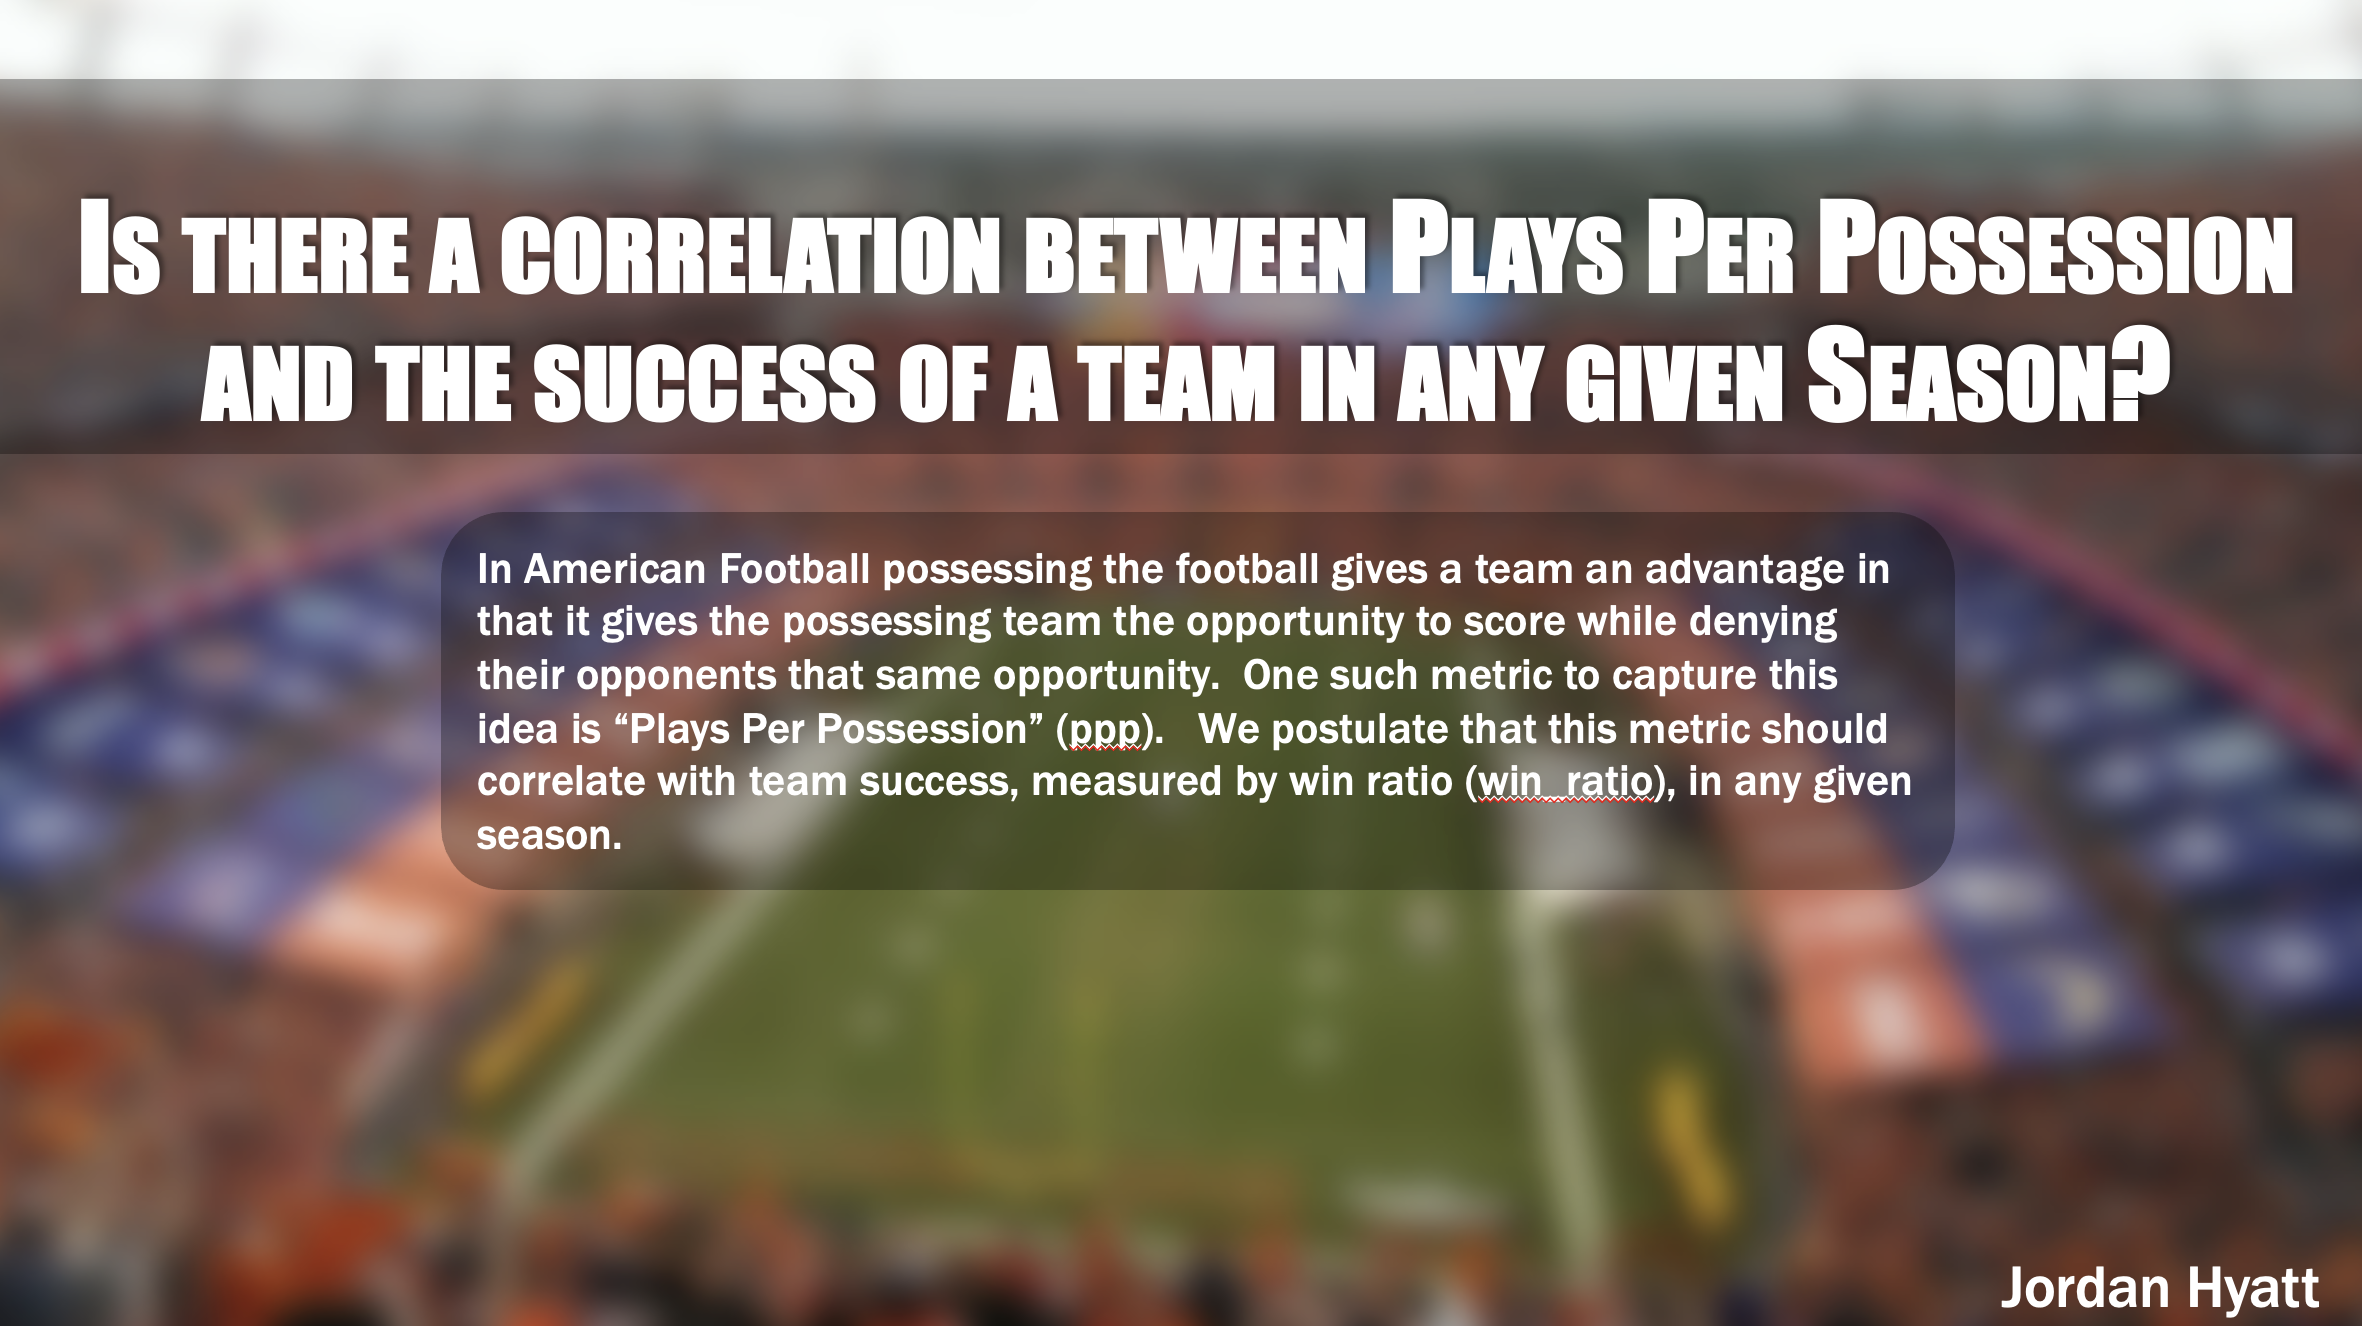 Is there a correlation between Plays Per Possession
and the success of a team in any given Season?
In American Football possessing the football gives a team an advantage in
that it gives the possessing team the opportunity to score while denying
their opponents that same opportunity.  One such metric to capture this
idea is “Plays Per Possession” (ppp).   We postulate that this metric should
correlate with team success, measured by win ratio (win_ratio), in any given
season.
Jordan Hyatt